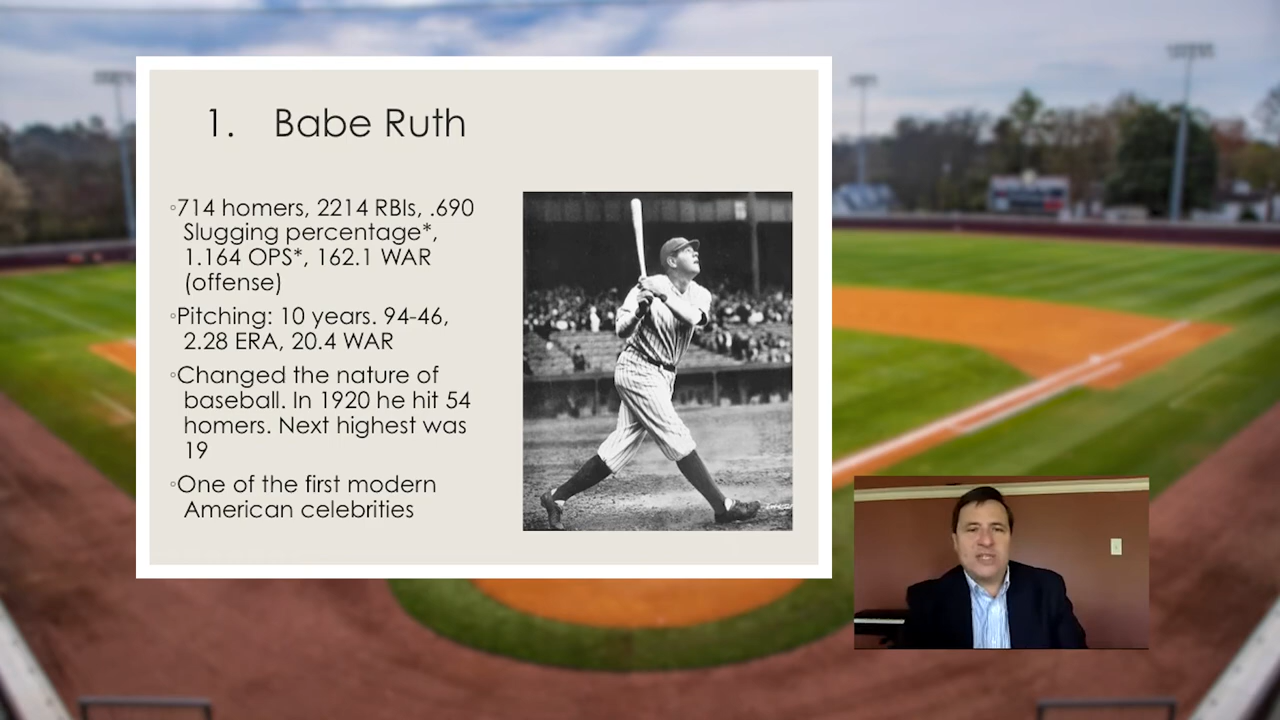 1. Babe Ruth
◦714 homers, 2214 RBIs, .690
Slugging percentage*,
1.164 OPS*, 162.1 WAR
(offense)
◦Pitching: 10 years. 94-46,
2.28 ERA, 20.4 WAR
◦Changed the nature of
baseball. In 1920 he hit 54
homers. Next highest was
19
◦One of the first modern
American celebrities